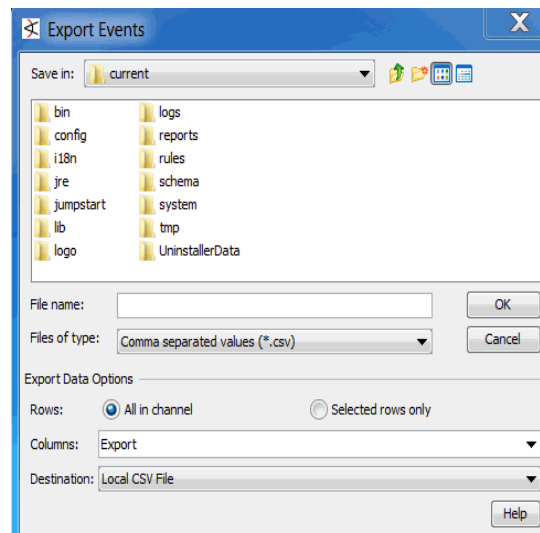 Export Events
X
Save in: current
bin logs
config reports
i18n rules
jre schema
jumpstart system
lib tmp
logo UninstallerData
File name: OK
Files of type: Comma separated values (*.csv) Cancel
Export Data Options
Rows: All in channel Selected rows only
Columns: Export
Destination: Local CSV File
Help